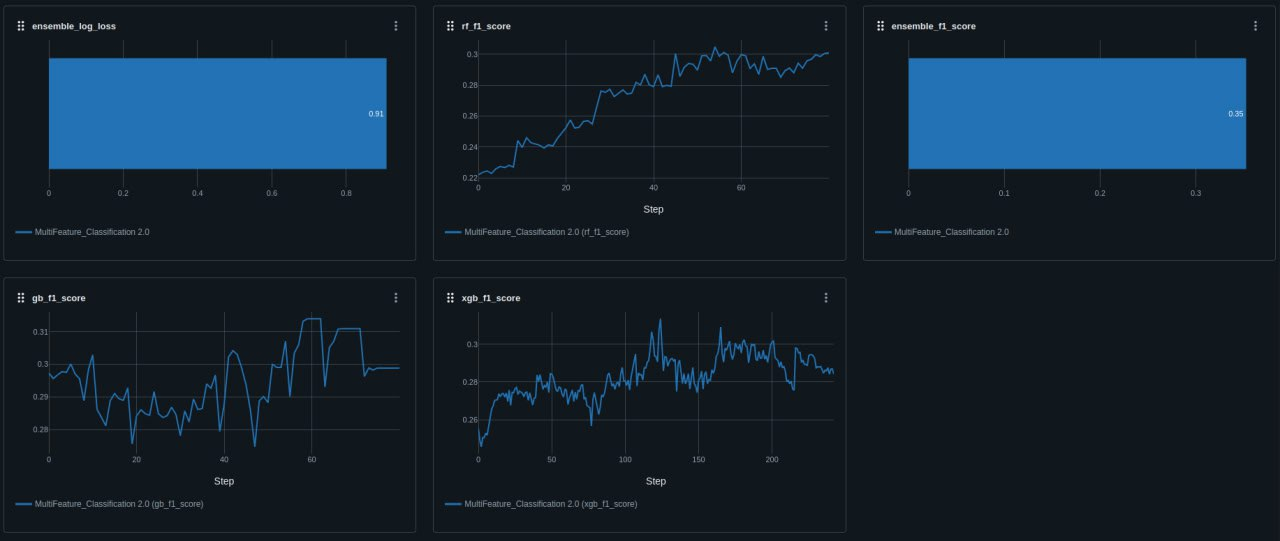 ensemble_log_loss
0.91
0 0.2 0.4 0.6 0.8
MultiFeature_Classification 2.0
rf_f1_score
0.3
0.28
0.26
0.24
0.22
0 20 40 60
Step
MultiFeature_Classification 2.0 (rf_f1_score)
ensemble_f1_score
0.35
0 0.1 0.2 0.3
MultiFeature_Classification 2.0
gb_f1_score
0.31
0.3
0.29
0.28
0 20 40 60
Step
MultiFeature_Classification 2.0 (gb_f1_score)
xgb_f1_score
0.3
0.28
0.26
0 50 100 150 200
Step
MultiFeature_Classification 2.0 (xgb_f1_score)